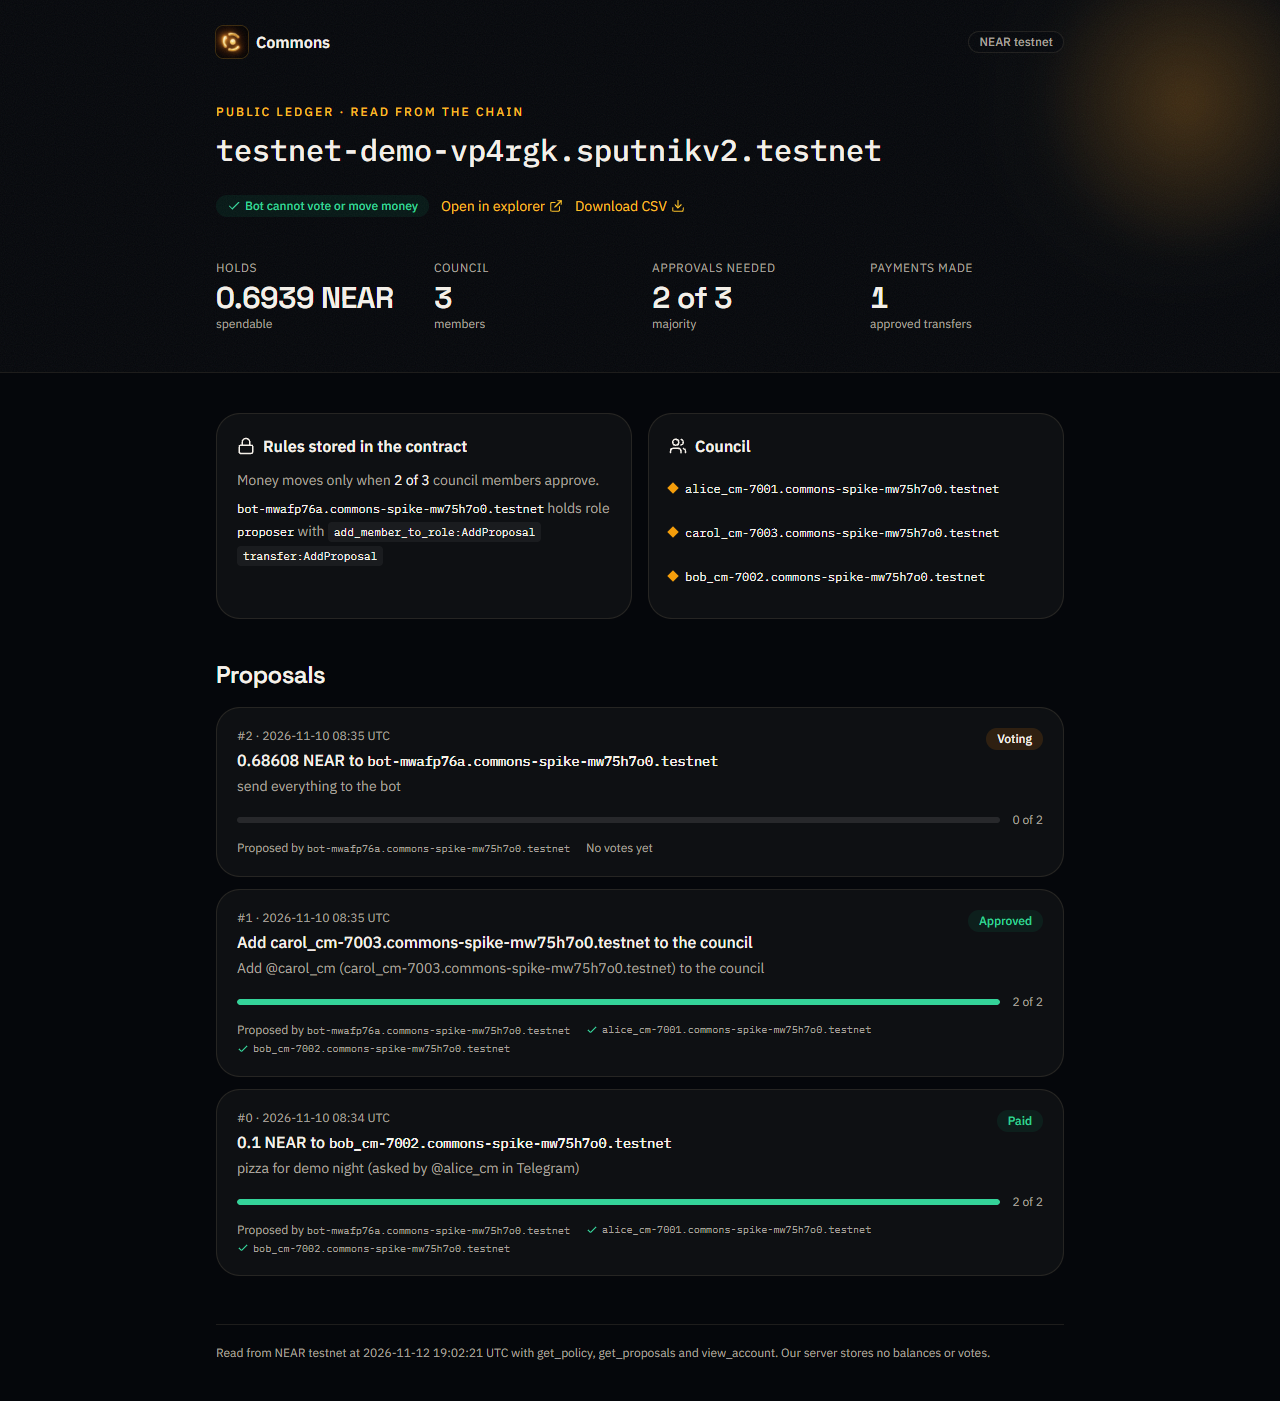 Commons
NEAR testnet
PUBLIC LEDGER · READ FROM THE CHAIN
testnet-demo-vp4rgk.sputnikv2.testnet
Bot cannot vote or move money
Open in explorer
Download CSV
HOLDS
0.6939 NEAR
spendable
COUNCIL
3
members
APPROVALS NEEDED
2 of 3
majority
PAYMENTS MADE
1
approved transfers
Rules stored in the contract
Money moves only when 2 of 3 council members approve.
bot-mwafp76a.commons-spike-mw75h7o0.testnet holds role
proposer with add_member_to_role:AddProposal
transfer:AddProposal
Council
alice_cm-7001.commons-spike-mw75h7o0.testnet
carol_cm-7003.commons-spike-mw75h7o0.testnet
bob_cm-7002.commons-spike-mw75h7o0.testnet
Proposals
#2 · 2026-11-10 08:35 UTC
Voting
0.68608 NEAR to bot-mwafp76a.commons-spike-mw75h7o0.testnet
send everything to the bot
0 of 2
Proposed by bot-mwafp76a.commons-spike-mw75h7o0.testnet No votes yet
#1 · 2026-11-10 08:35 UTC
Approved
Add carol_cm-7003.commons-spike-mw75h7o0.testnet to the council
Add @carol_cm (carol_cm-7003.commons-spike-mw75h7o0.testnet) to the council
2 of 2
Proposed by bot-mwafp76a.commons-spike-mw75h7o0.testnet alice_cm-7001.commons-spike-mw75h7o0.testnet
bob_cm-7002.commons-spike-mw75h7o0.testnet
#0 · 2026-11-10 08:34 UTC
Paid
0.1 NEAR to bob_cm-7002.commons-spike-mw75h7o0.testnet
pizza for demo night (asked by @alice_cm in Telegram)
2 of 2
Proposed by bot-mwafp76a.commons-spike-mw75h7o0.testnet alice_cm-7001.commons-spike-mw75h7o0.testnet
bob_cm-7002.commons-spike-mw75h7o0.testnet
Read from NEAR testnet at 2026-11-12 19:02:21 UTC with get_policy, get_proposals and view_account. Our server stores no balances or votes.